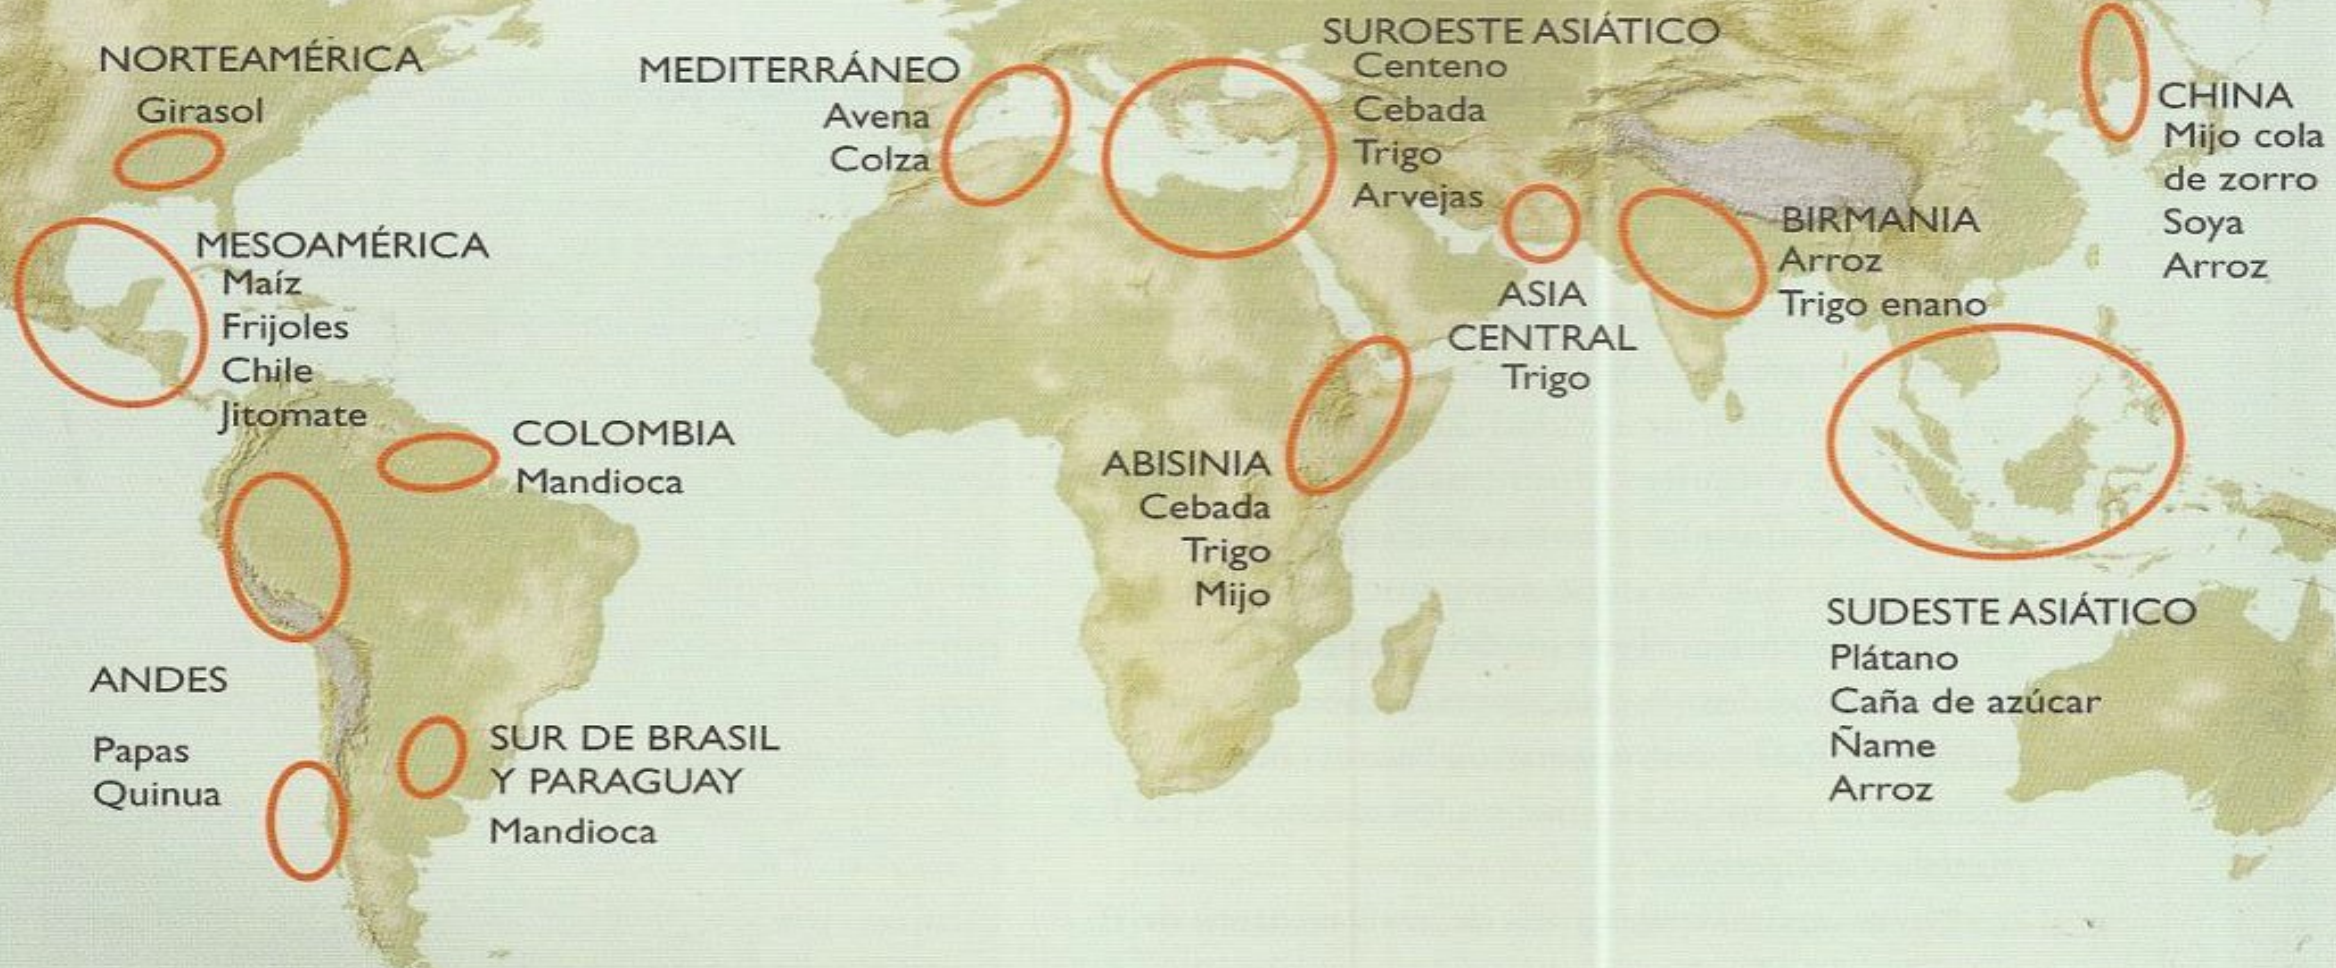 NORTEAMÉRICA
Girasol
MESOAMÉRICA
Maíz
Frijoles
Chile
Jitomate
COLOMBIA
Mandioca
ANDES
Papas
Quinua
SUR DE BRASIL
Y PARAGUAY
Mandioca
MEDITERRÁNEO
Avena
Colza
SUROESTE ASIÁTICO
Centeno
Cebada
Trigo
Arvejas
ABISINIA
Cebada
Trigo
Mijo
ASIA
CENTRAL
Trigo
BIRMANIA
Arroz
Trigo enano
CHINA
Mijo cola
de zorro
Soya
Arroz
SUDESTE ASIÁTICO
Plátano
Caña de azúcar
Ñame
Arroz